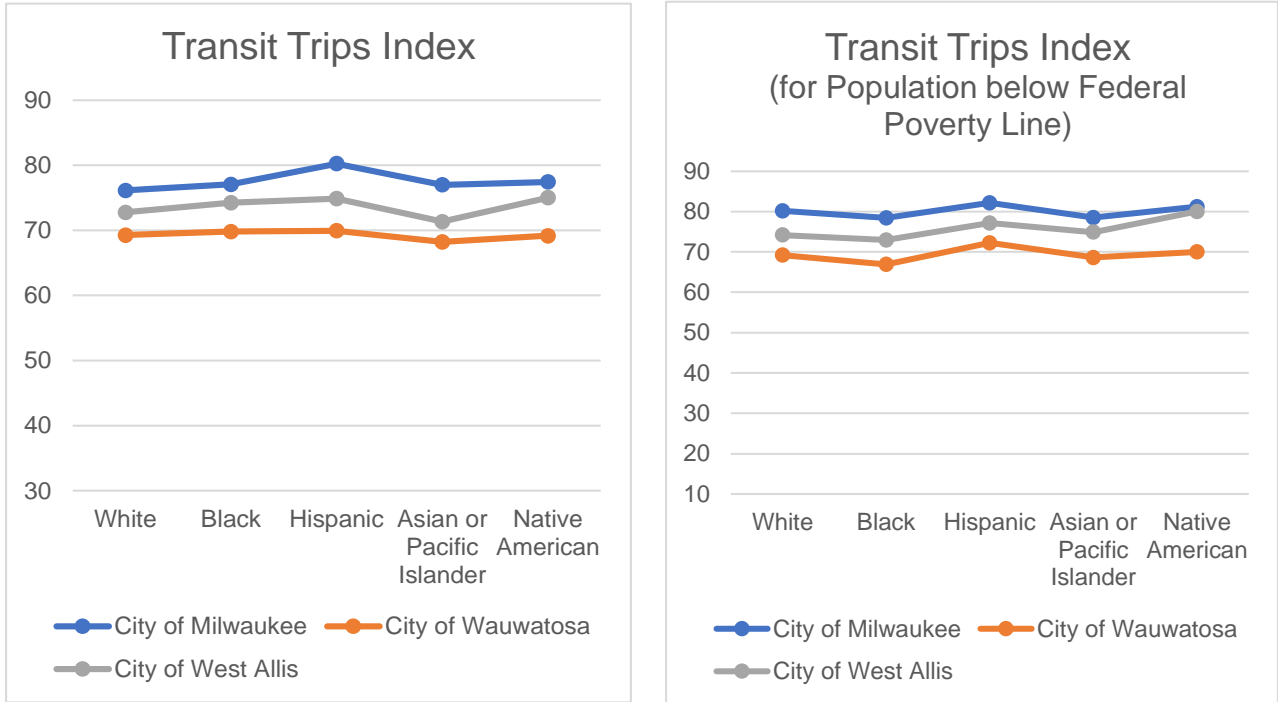 Transit Trips Index
90
80
70
60
50
40
30
White Black Hispanic Asian or Native
Pacific American
Islander
City of Milwaukee City of Wauwatosa
City of West Allis
Transit Trips Index
(for Population below Federal
Poverty Line)
90
80
70
60
50
40
30
20
10
White Black Hispanic Asian or Native
Pacific American
Islander
City of Milwaukee City of Wauwatosa
City of West Allis